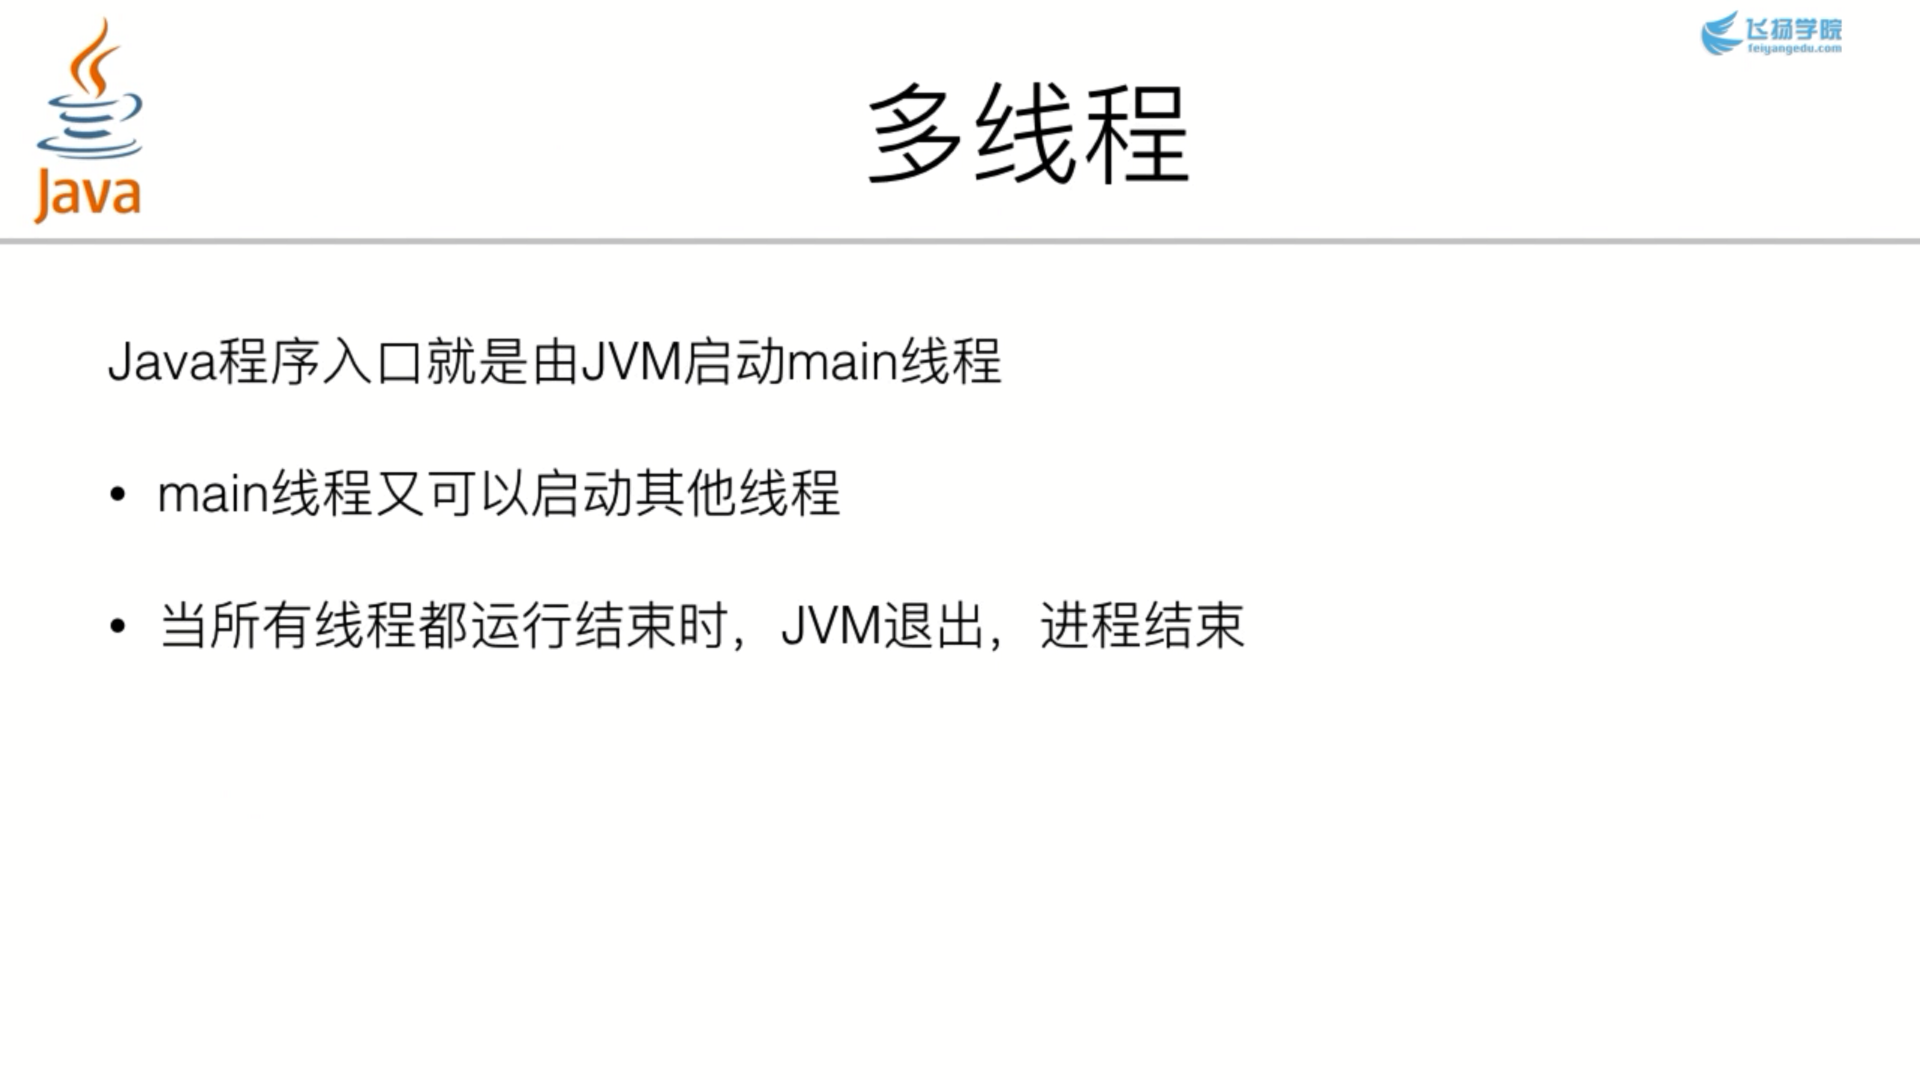 Java
飞扬学院
feiyangedu.com
多线程
Java程序入口就是由JVM启动main线程
• main线程又可以启动其他线程
• 当所有线程都运行结束时，JVM退出，进程结束